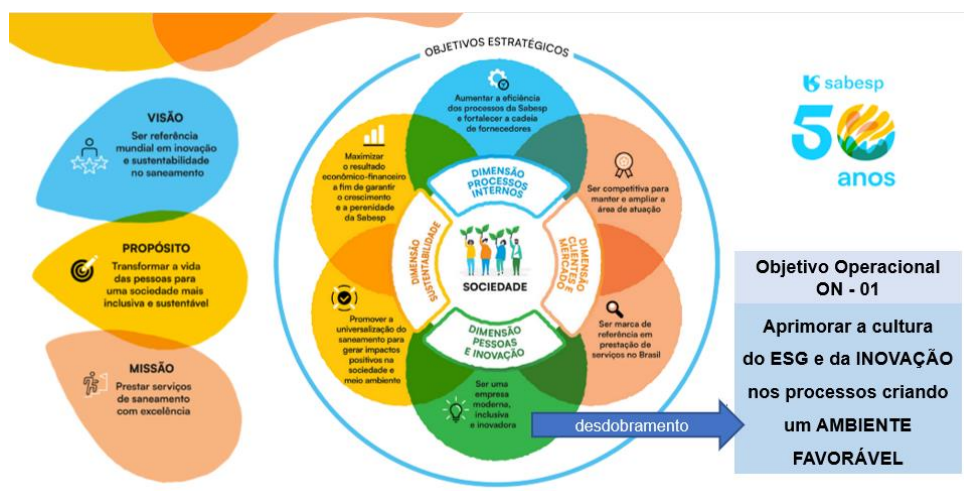 VISÃO
Ser referência
mundial em inovação
e sustentabilidade
no saneamento
PROPÓSITO
Transformar a vida
das pessoas para
uma sociedade mais
inclusiva e sustentável
MISSÃO
Prestar serviços
de saneamento
com excelência
OBJETIVOS ESTRATÉGICOS
Aumentar a eficiência
dos processos da Sabesp
e fortalecer a cadeia
de fornecedores
Maximizar
o resultado
econômico-financeiro
a fim de garantir
o crescimento
e a perenidade
da Sabesp
Ser competitiva para
manter e ampliar a
área de atuação
DIMENSÃO
PROCESSOS
INTERNOS
DIMENSÃO
SUSTENTABILIDADE
DIMENSÃO
CLIENTES E
MERCADO
SOCIEDADE
DIMENSÃO
PESSOAS
E INOVAÇÃO
Promover a
universalização do
saneamento para
gerar impactos
positivos na
sociedade e
meio ambiente
Ser marca de
referência em
prestação de
serviços no Brasil
Ser uma
empresa
moderna,
inclusiva
e inovadora
desdobramento
sabesp
50
anos
Objetivo Operacional
ON - 01
Aprimorar a cultura
do ESG e da INOVAÇÃO
nos processos criando
um AMBIENTE
FAVORÁVEL